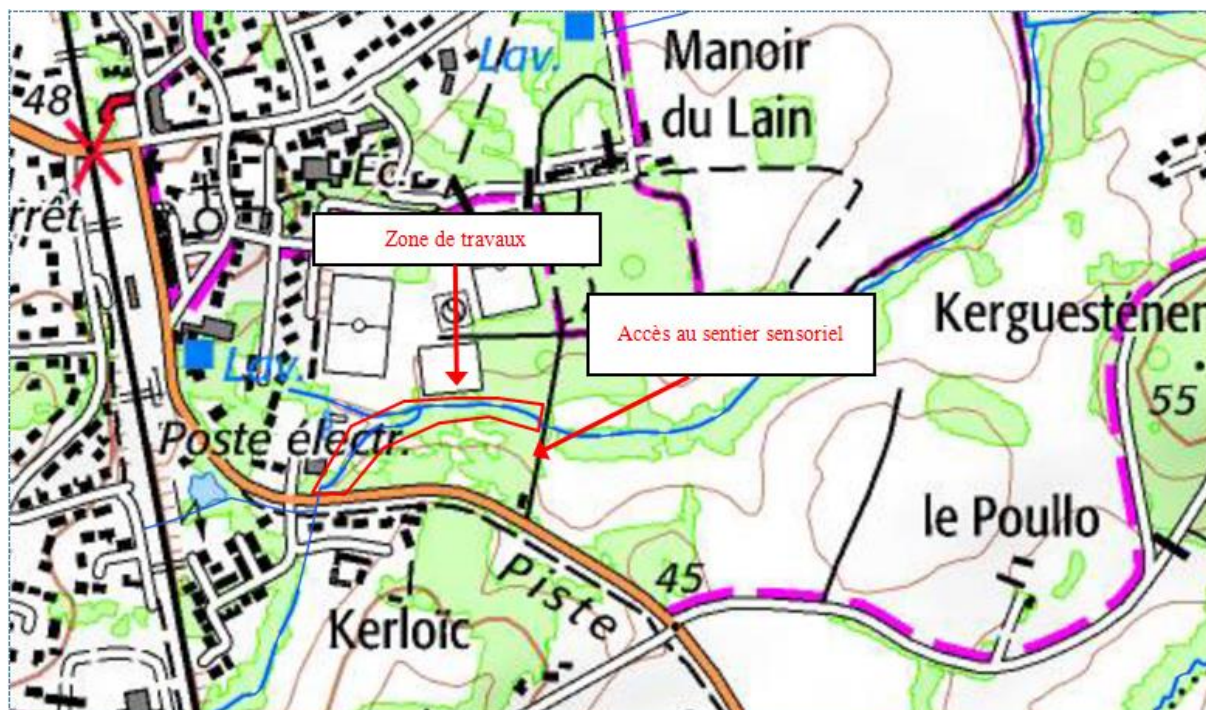 Lav.
Manoir
du Lain
48
Ec.
rrêt
Zone de travaux
Accès au sentier sensoriel
Kerguesténen
Lav.
55
Poste électr.
le Poullo
45
Piste
Kerloïc